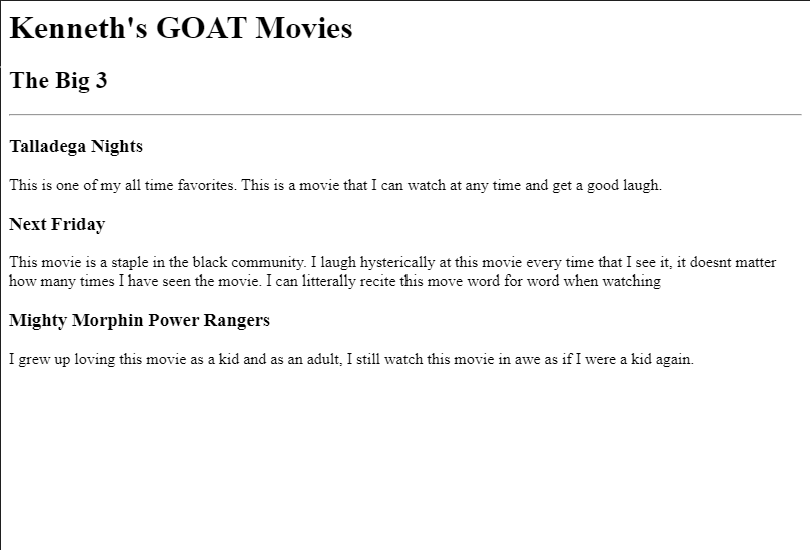 Kenneth's GOAT Movies
The Big 3
Talladega Nights
This is one of my all time favorites. This is a movie that I can watch at any time and get a good laugh.
Next Friday
This movie is a staple in the black community. I laugh hysterically at this movie every time that I see it, it doesnt matter
how many times I have seen the movie. I can litterally recite this move word for word when watching
Mighty Morphin Power Rangers
I grew up loving this movie as a kid and as an adult, I still watch this movie in awe as if I were a kid again.